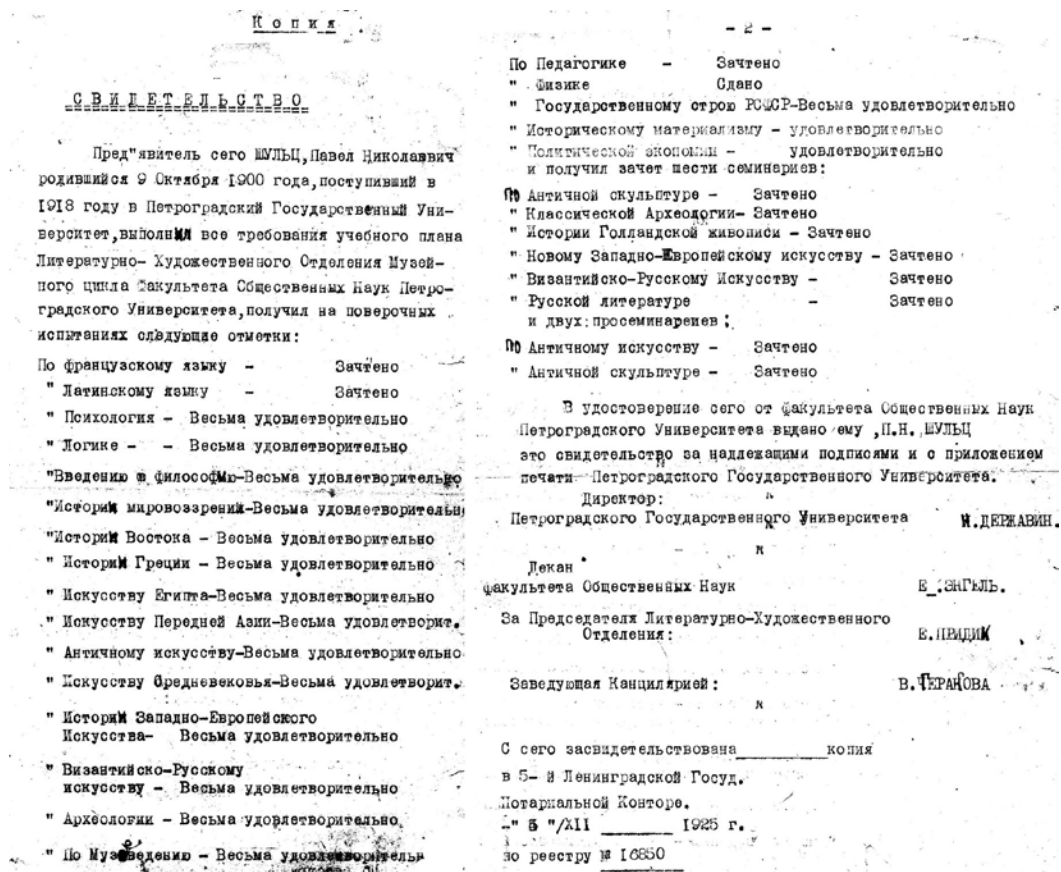 Копия
СВИДЕТЕЛЬСТВО
Пред"явитель сего ШУЛЬЦ,Павел Николаввич
родившийся 9 Октября 1900 года,поступивший в
1918 году в Петроградский Государственный Уни-
верситет,выполнил все требования учебного плана
Литературно- Художественного Отделения Музей-
ного цикла Факультета Общественных Наук Петро-
градского Университета,получил на поверочных
испытаниях следующие отметки:
По французскому языку - Зачтено
" Латинскому языку - Зачтено
" Психология - Весьма удовлетворительно
" Логике - - Весьма удовлетворительно
"Введению в философию-Весьма удовлетворительно
"Истории мировоззрений-Весьма удовлетворительн
"Истории Востока - Весьма удовлетворительно
" Истории Греции - Весьма удовлетворительно
" Искусству Египта-Весьма удовлетворительно
" Искусству Передней Азии-Весьма удовлетворит.
" Античному искусству-Весьма удовлетворительно
" Искусству Средневековья-Весьма удовлетворит.
" Истории Западно-Европейского
Искусства- Весьма удовлетворительно
" Византийско-Русскому
искусству - Весьма удовлетворительно
" Археологии - Весьма удовлетворительно
" По Музееведению - Весьма удовлетворительн
- 2 -
По Педагогике - Зачтено
" Физике Сдано
" Государственному строю РСФСР-Весьма удовлетворительно
" Историческому материализму - удовлетворительно
" Политической экономии - удовлетворительно
и получил зачет шести семинариев:
По Античной скульптуре - Зачтено
" Классической Археологии- Зачтено
" Истории Голландской живописи - Зачтено
" Новому Западно-Европейскому искусству - Зачтено
" Византийско-Русскому Искусству - Зачтено
" Русской литературе - Зачтено
и двух просеминариев:
По Античному искусству - Зачтено
" Античной скульптуре - Зачтено
В удостоверение сего от факультета Общественных Наук
Петроградского Университета выдано ему ,П.Н. ШУЛЬЦ
это свидетельство за надлежащими подписями и с приложением
печати Петроградского Государственного Университета.
Директор:
Петроградского Государственного Университета Н.ДЕРЖАВИН.
Декан
факультета Общественных Наук Е.ЭНГЕЛЬ.
За Председателя Литературно-Художественного
Отделения: Е.ПРИДИК
Заведующая Канцилярией: В.ТЕРАНОВА
С сего засвидетельствована копия
в 5- й Ленинградской Госуд.
Нотариальной Конторе.
"/XII 1925 г.
по реестру № 16850